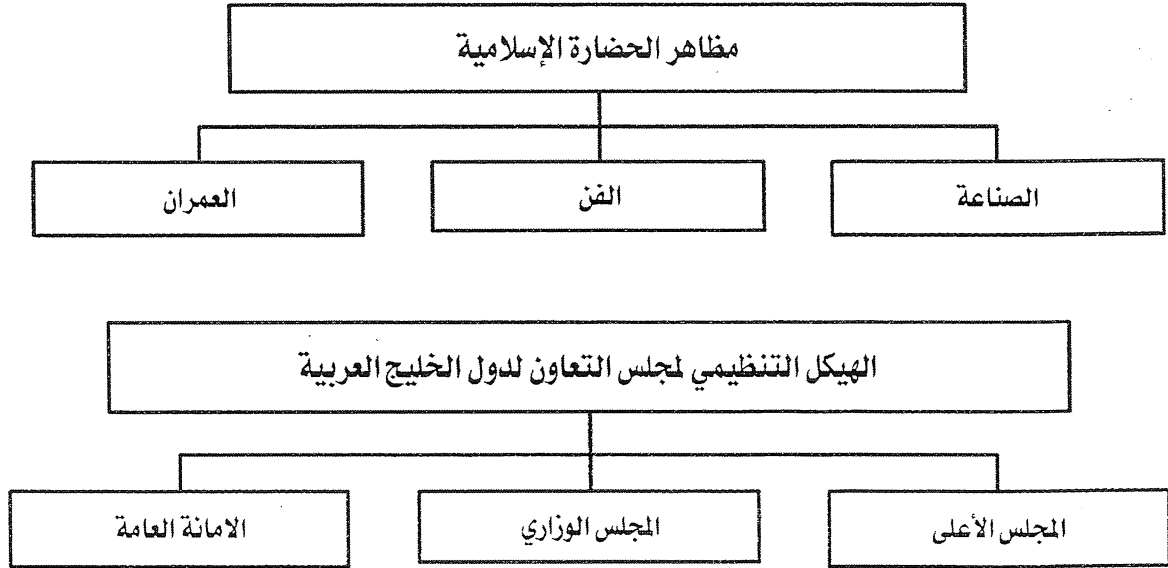 مظاهر الحضارة الإسلامية
الصناعة
الفن
العمران
الهيكل التنظيمي لمجلس التعاون لدول الخليج العربية
المجلس الأعلى
المجلس الوزاري
الامانة العامة